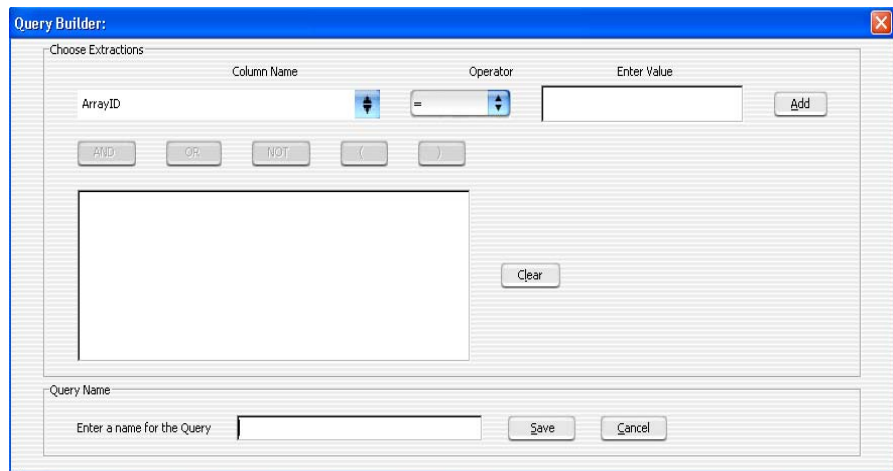 Query Builder:
Choose Extractions
Column Name Operator Enter Value
ArrayID = Add
AND OR NOT ( )
Clear
Query Name
Enter a name for the Query Save Cancel